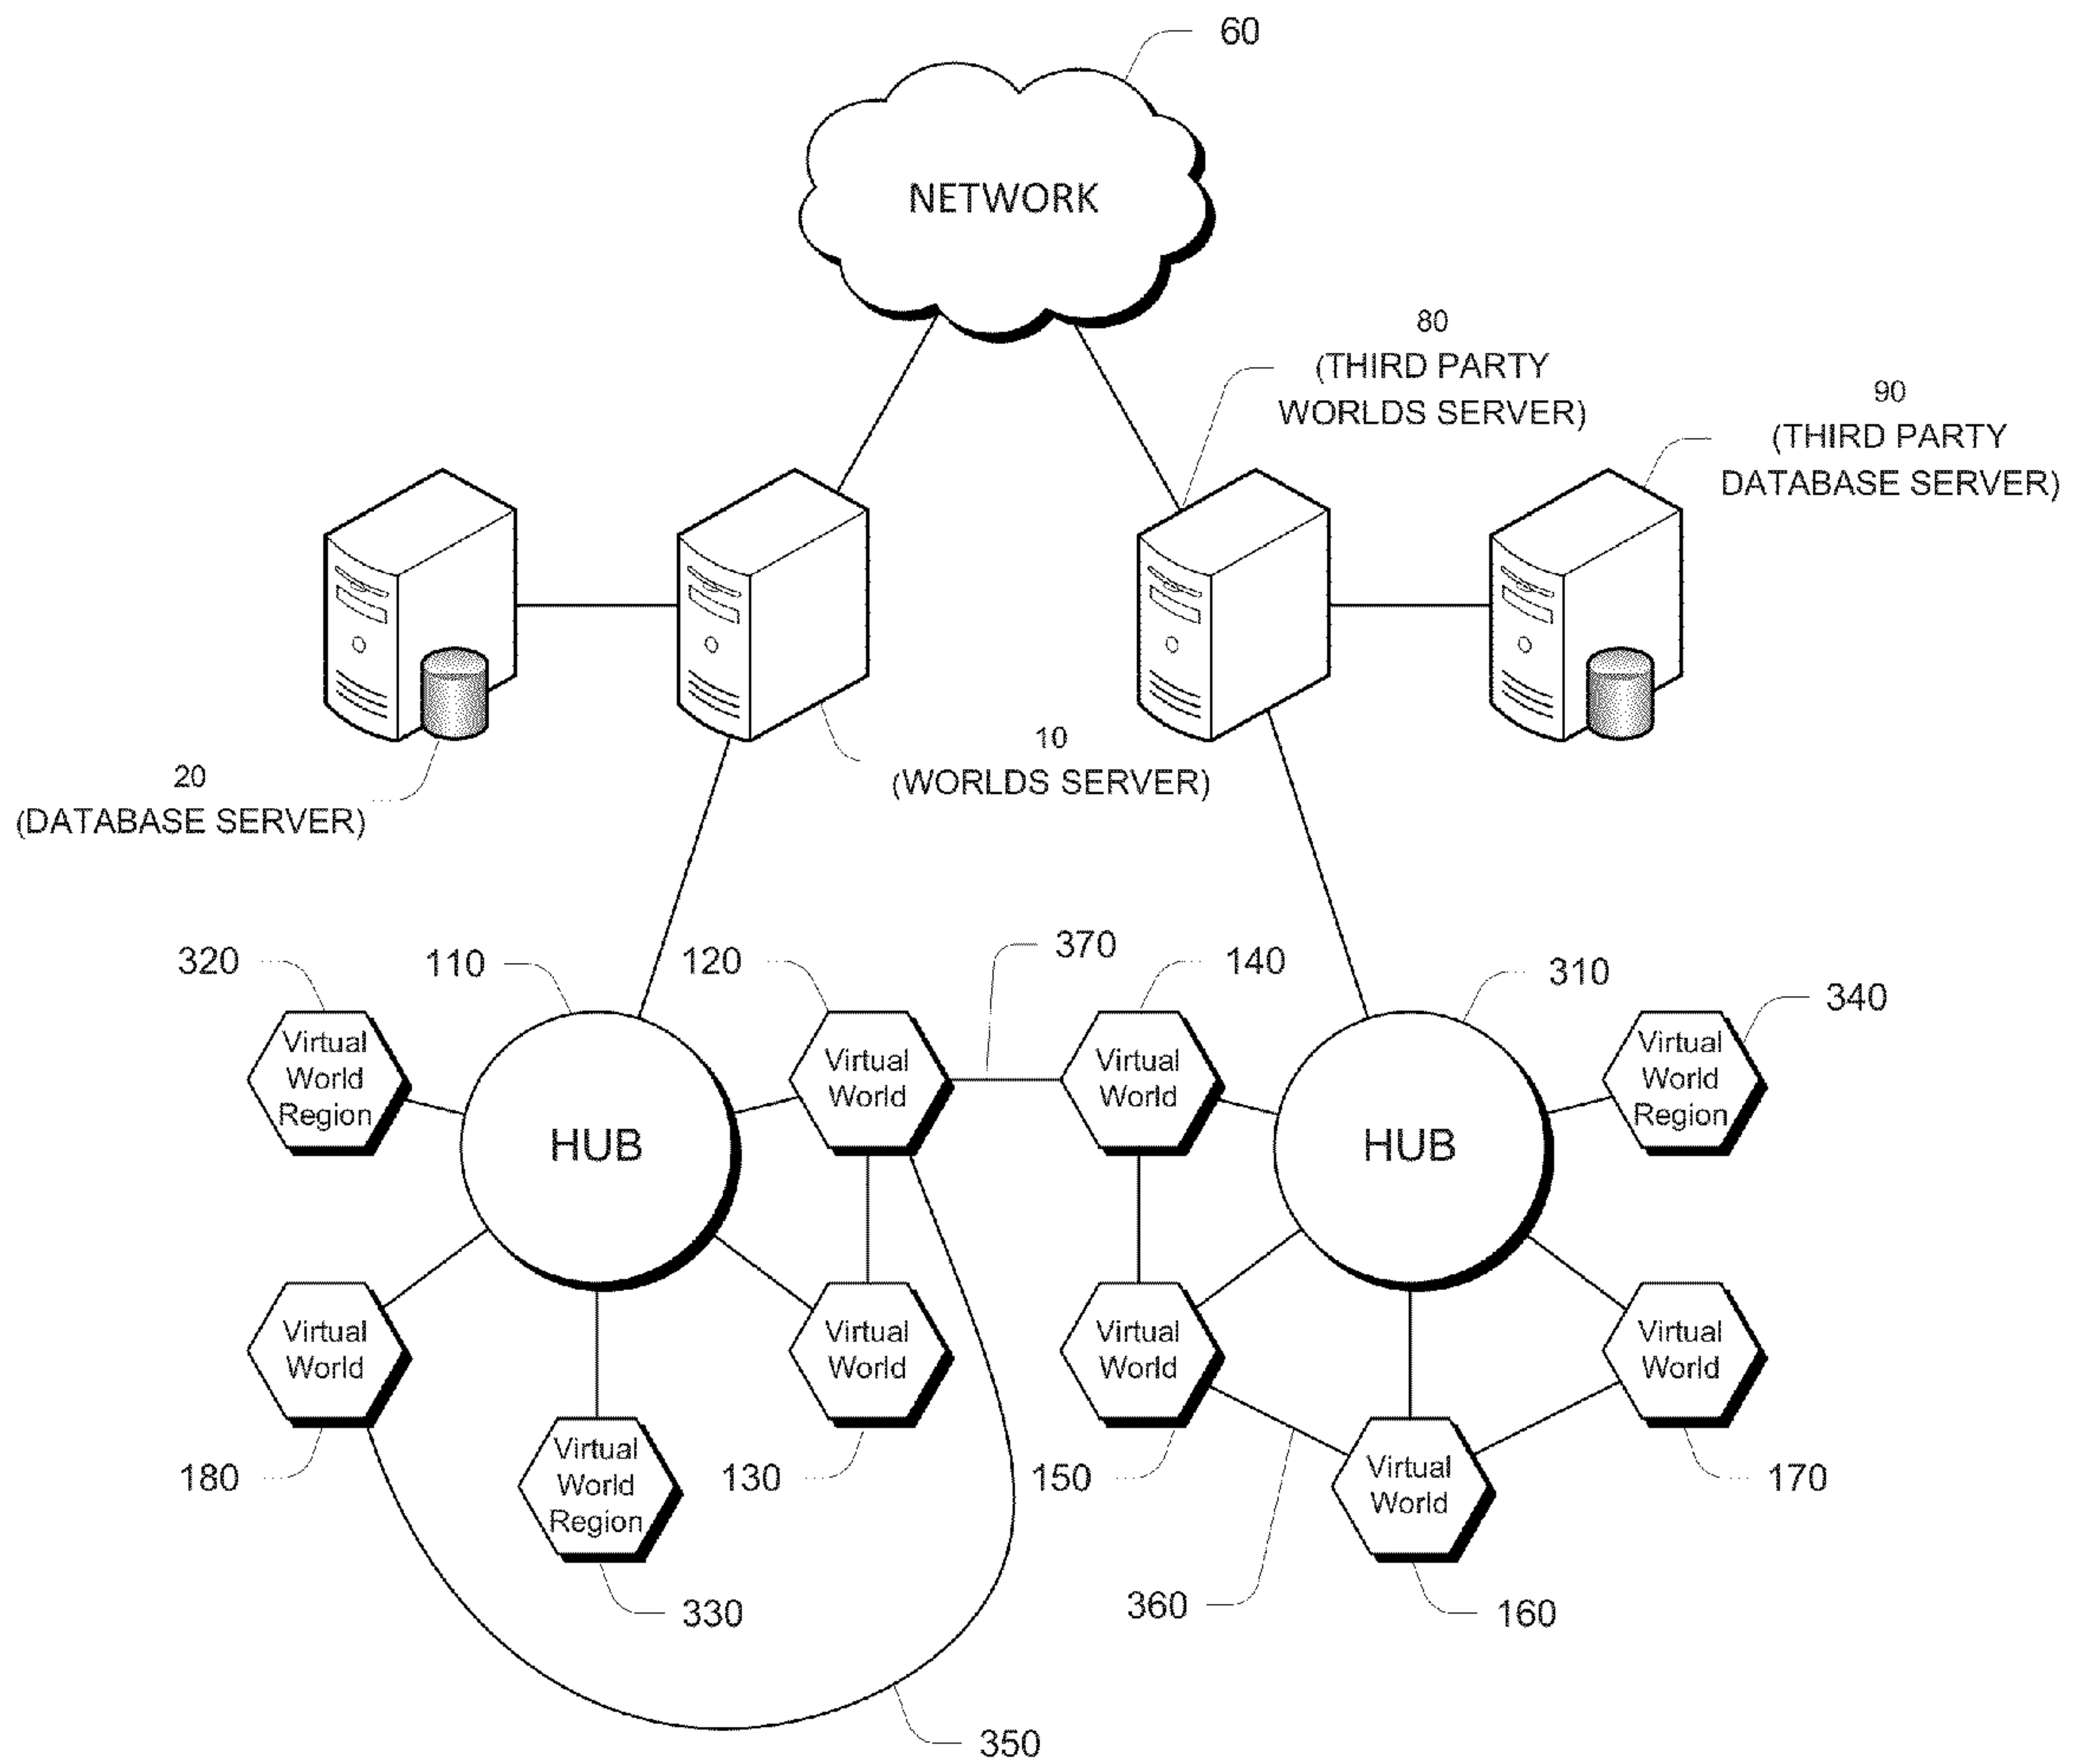 60
NETWORK
80
(THIRD PARTY
WORLDS SERVER)
90
(THIRD PARTY
DATABASE SERVER)
10
(WORLDS SERVER)
20
(DATABASE SERVER)
320
110
120
370
140
310
340
Virtual
World
Region
HUB
Virtual
World
Virtual
World
HUB
Virtual
World
Region
Virtual
World
Virtual
World
Virtual
World
Virtual
World
180
Virtual
World
Region
130
150
Virtual
World
170
330
360
160
350